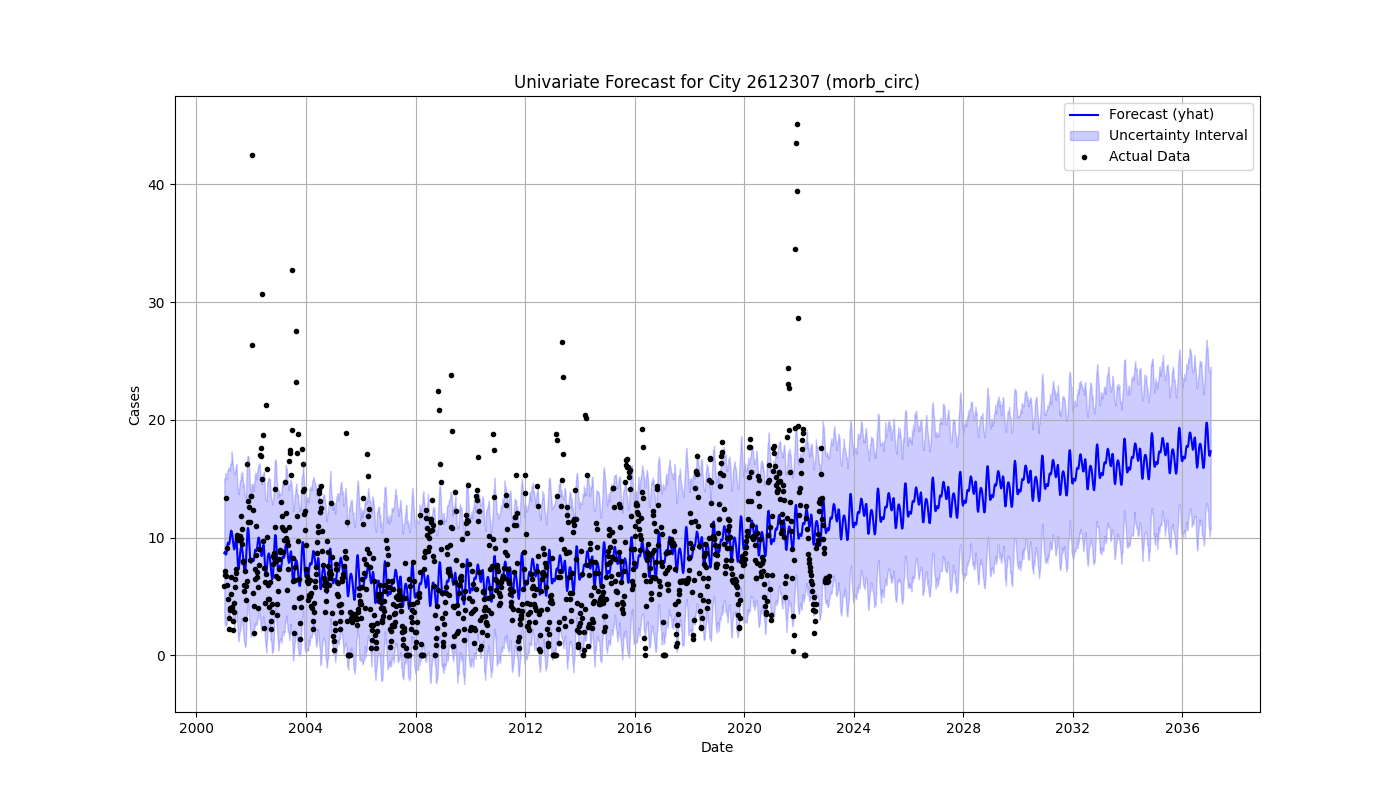 Univariate Forecast for City 2612307 (morb_circ)
Forecast (yhat)
Uncertainty Interval
Actual Data
Cases
40
30
20
10
0
2000 2004 2008 2012 2016 2020 2024 2028 2032 2036
Date